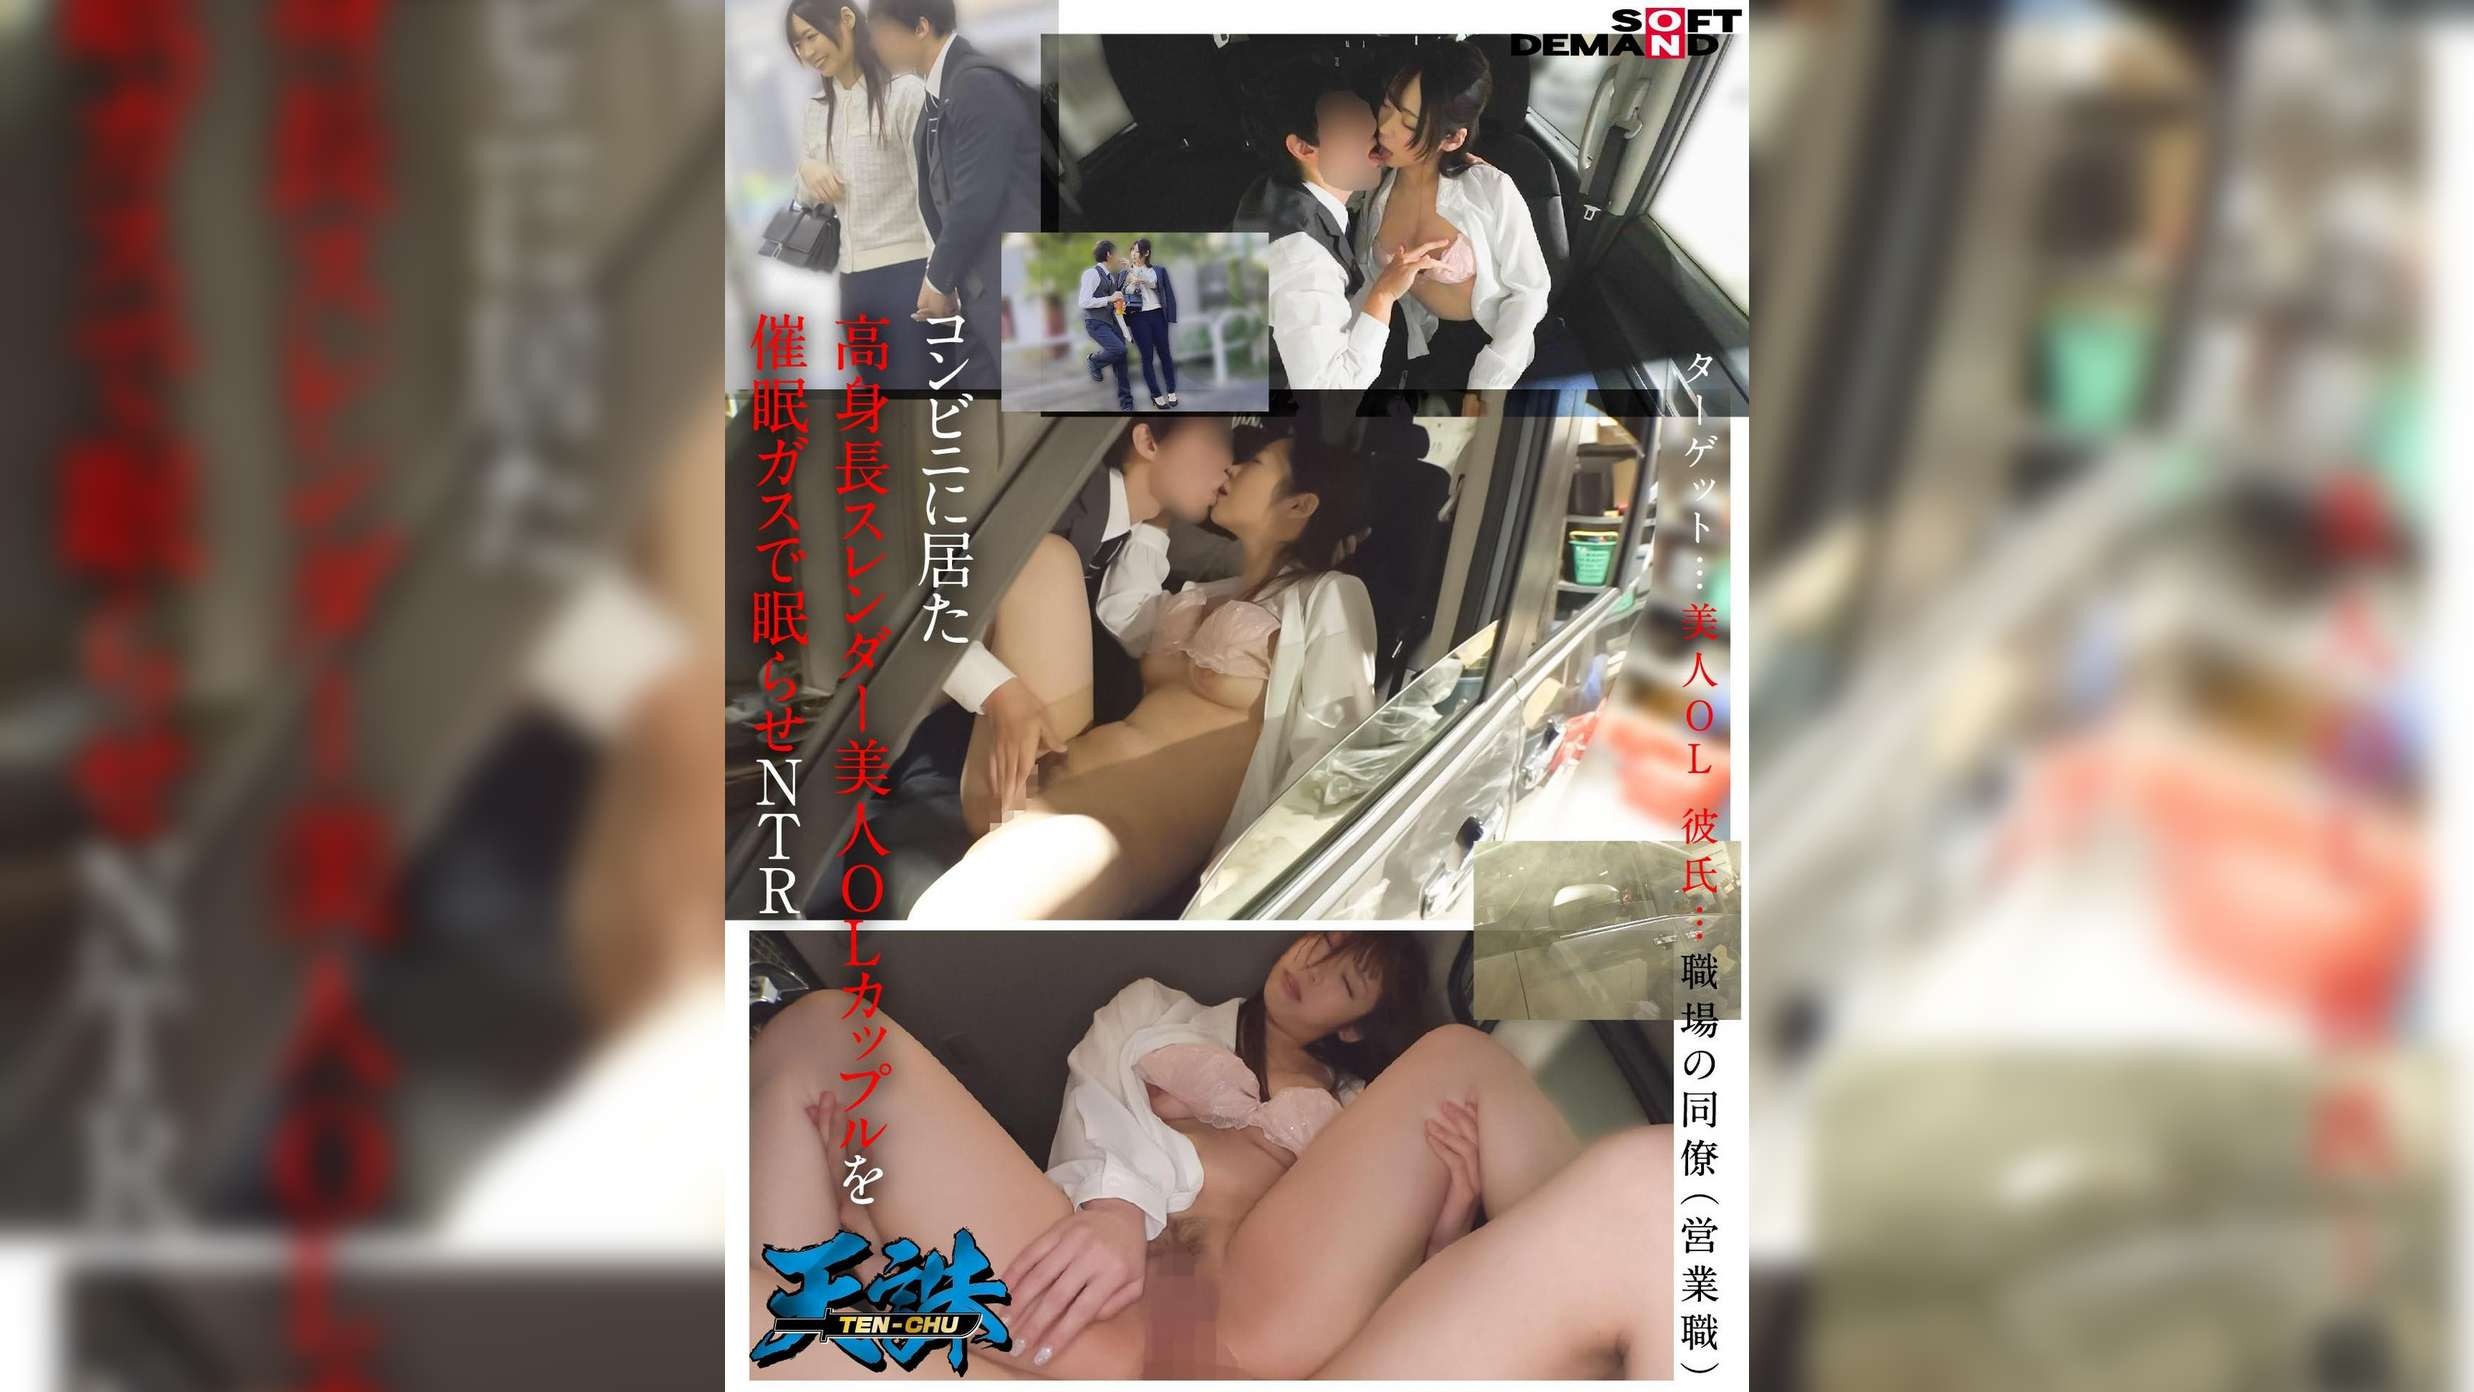 SOFT
ON
DEMAND
コンビニに居た
高身長スレンダー美人OLカップルを
催眠ガスで眠らせNTR
ターゲット…美人OL 彼氏…職場の同僚(営業職)
天誅
TEN-CHU